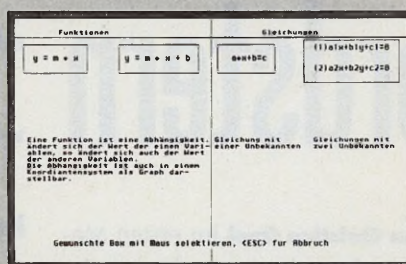 Funktionen
Gleichungen
y = m * x
y = m * x + b
a*x+b=c
(1)a1x+b1y+c1=0
(2)a2x+b2y+c2=0
Eine Funktion ist eine Abhängigkeit.
ändert sich der Wert der einen Vari-
ablen, so ändert sich auch der Wert
der anderen Variablen.
Die Abhängigkeit ist auch in einem
Koordiantensystem als Graph dar-
stellbar.
Gleichung mit
einer Unbekannten
Gleichungen mit
zwei Unbekannten
Gewunschte Box mit Maus selektieren, <ESC> fur Abbruch